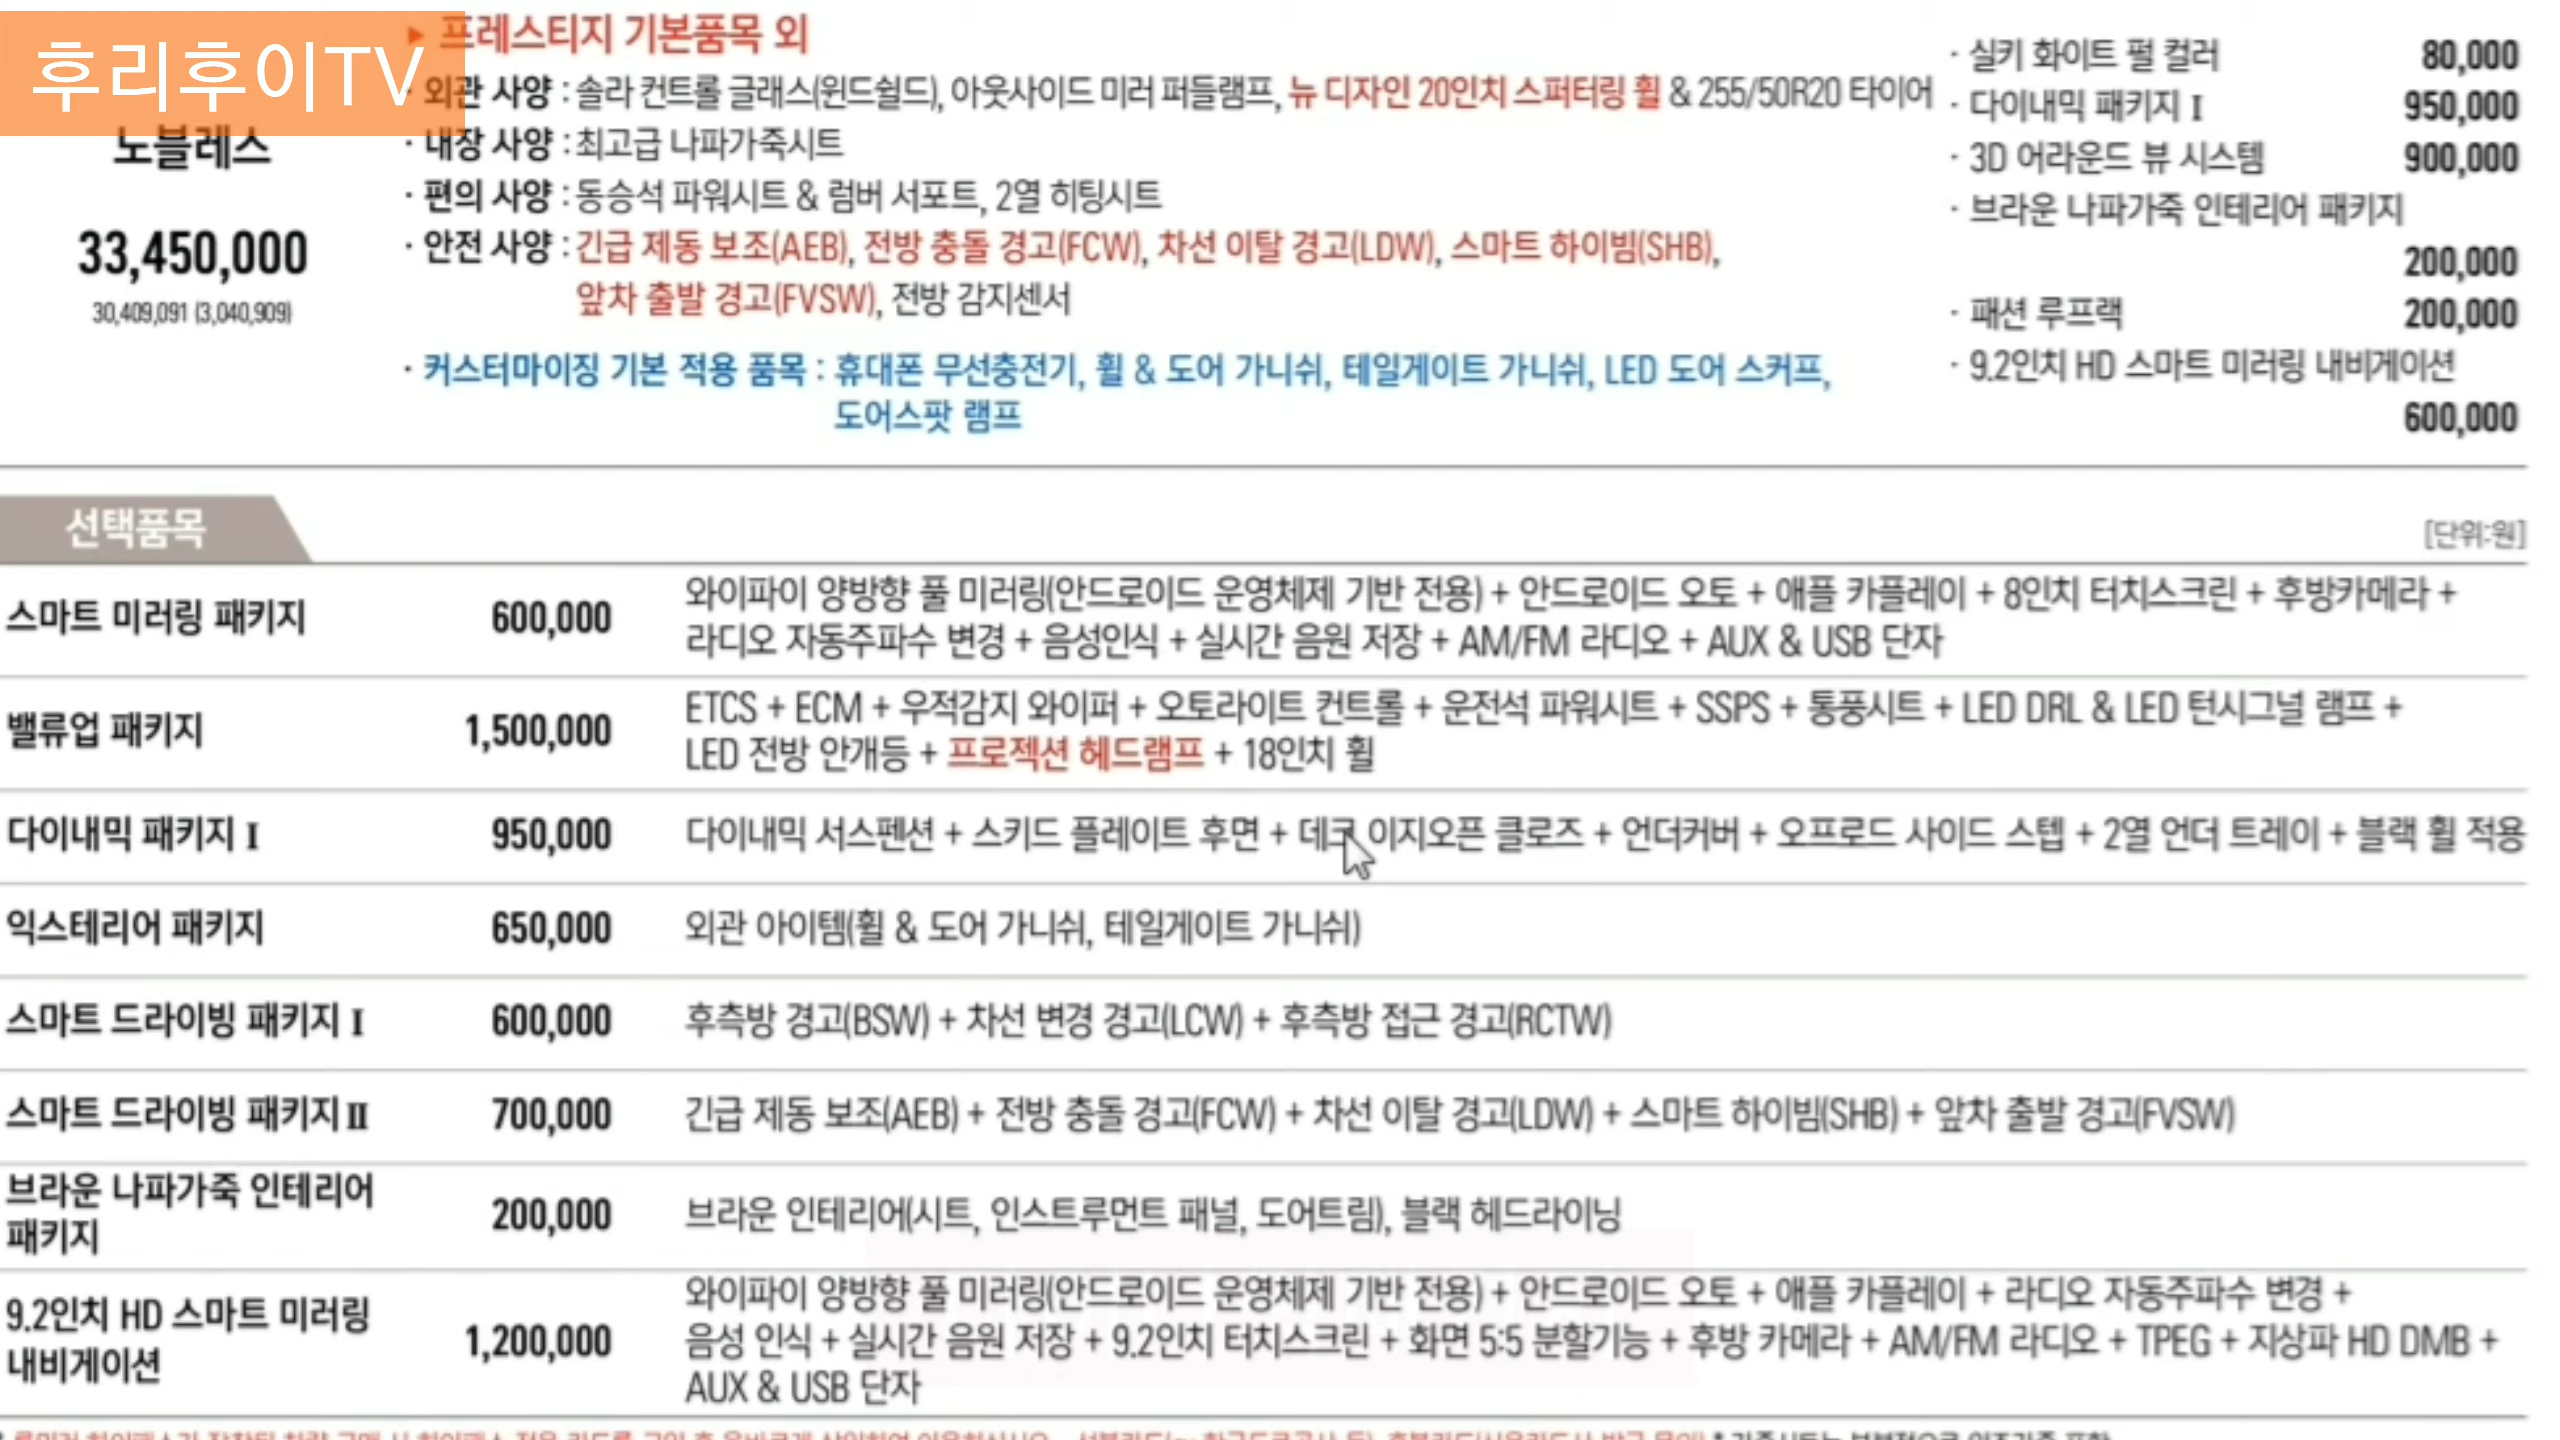 후리후이TV
▶ 프레스티지 기본품목 외
노블레스
33,450,000
30,409,091 (3,040,909)
· 외관 사양 : 솔라 컨트롤 글래스(윈드쉴드), 아웃사이드 미러 퍼들램프, 뉴 디자인 20인치 스퍼터링 휠 & 255/50R20 타이어
· 내장 사양 : 최고급 나파가죽시트
· 편의 사양 : 동승석 파워시트 & 럼버 서포트, 2열 히팅시트
· 안전 사양 : 긴급 제동 보조(AEB), 전방 충돌 경고(FCW), 차선 이탈 경고(LDW), 스마트 하이빔(SHB),
앞차 출발 경고(FVSW), 전방 감지센서
· 커스터마이징 기본 적용 품목 : 휴대폰 무선충전기, 휠 & 도어 가니쉬, 테일게이트 가니쉬, LED 도어 스커프,
도어스팟 램프
· 실키 화이트 펄 컬러 80,000
· 다이내믹 패키지 I 950,000
· 3D 어라운드 뷰 시스템 900,000
· 브라운 나파가죽 인테리어 패키지
200,000
· 패션 루프랙 200,000
· 9.2인치 HD 스마트 미러링 내비게이션
600,000
선택품목
[단위:원]
스마트 미러링 패키지 600,000 와이파이 양방향 풀 미러링(안드로이드 운영체제 기반 전용) + 안드로이드 오토 + 애플 카플레이 + 8인치 터치스크린 + 후방카메라 +
라디오 자동주파수 변경 + 음성인식 + 실시간 음원 저장 + AM/FM 라디오 + AUX & USB 단자
밸류업 패키지 1,500,000 ETCS + ECM + 우적감지 와이퍼 + 오토라이트 컨트롤 + 운전석 파워시트 + SSPS + 통풍시트 + LED DRL & LED 턴시그널 램프 +
LED 전방 안개등 + 프로젝션 헤드램프 + 18인치 휠
다이내믹 패키지 I 950,000 다이내믹 서스펜션 + 스키드 플레이트 후면 + 데크 이지오픈 클로즈 + 언더커버 + 오프로드 사이드 스텝 + 2열 언더 트레이 + 블랙 휠 적용
익스테리어 패키지 650,000 외관 아이템(휠 & 도어 가니쉬, 테일게이트 가니쉬)
스마트 드라이빙 패키지 I 600,000 후측방 경고(BSW) + 차선 변경 경고(LCW) + 후측방 접근 경고(RCTW)
스마트 드라이빙 패키지 II 700,000 긴급 제동 보조(AEB) + 전방 충돌 경고(FCW) + 차선 이탈 경고(LDW) + 스마트 하이빔(SHB) + 앞차 출발 경고(FVSW)
브라운 나파가죽 인테리어
패키지 200,000 브라운 인테리어(시트, 인스트루먼트 패널, 도어트림), 블랙 헤드라이닝
9.2인치 HD 스마트 미러링
내비게이션 1,200,000 와이파이 양방향 풀 미러링(안드로이드 운영체제 기반 전용) + 안드로이드 오토 + 애플 카플레이 + 라디오 자동주파수 변경 +
음성 인식 + 실시간 음원 저장 + 9.2인치 터치스크린 + 화면 5:5 분할기능 + 후방 카메라 + AM/FM 라디오 + TPEG + 지상파 HD DMB +
AUX & USB 단자